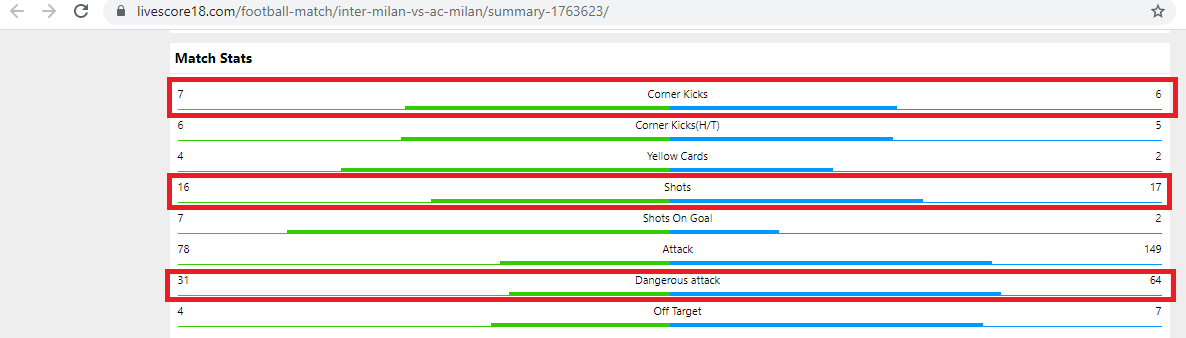 livescore18.com/football-match/inter-milan-vs-ac-milan/summary-1763623/
Match Stats
7 Corner Kicks 6
6 Corner Kicks(H/T) 5
4 Yellow Cards 2
16 Shots 17
7 Shots On Goal 2
78 Attack 149
31 Dangerous attack 64
4 Off Target 7